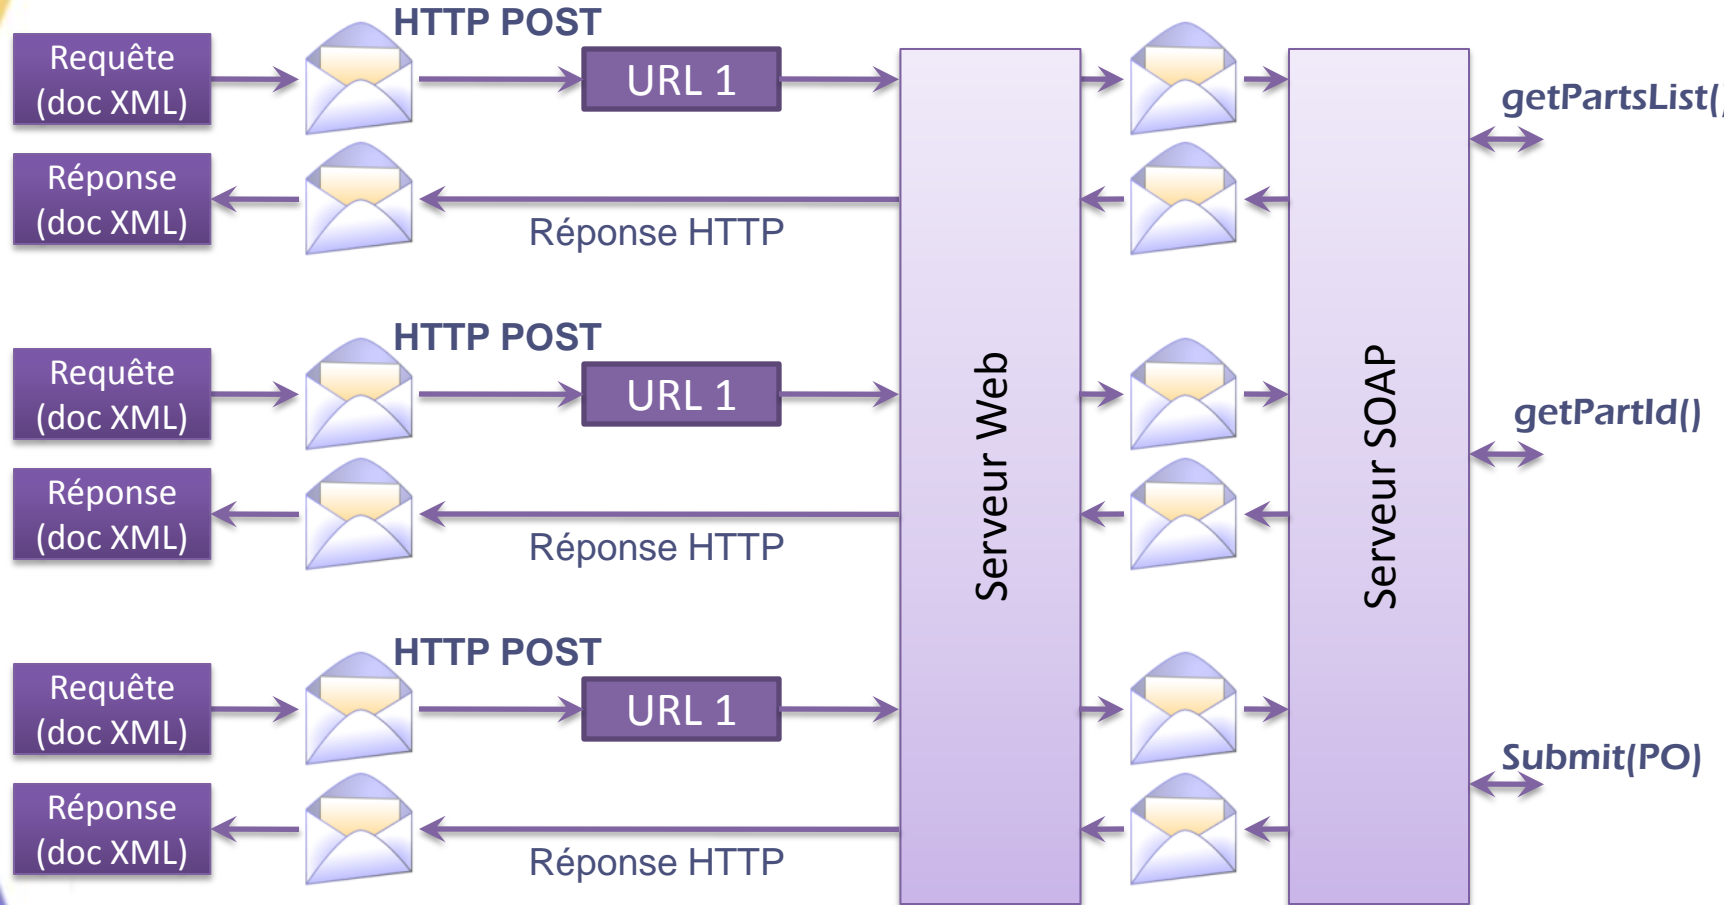 HTTP POST
Requête
(doc XML)
URL 1
getPartsList()
Réponse
(doc XML)
Réponse HTTP
HTTP POST
Requête
(doc XML)
URL 1
Serveur Web
Serveur SOAP
getPartId()
Réponse
(doc XML)
Réponse HTTP
HTTP POST
Requête
(doc XML)
URL 1
Submit(PO)
Réponse
(doc XML)
Réponse HTTP